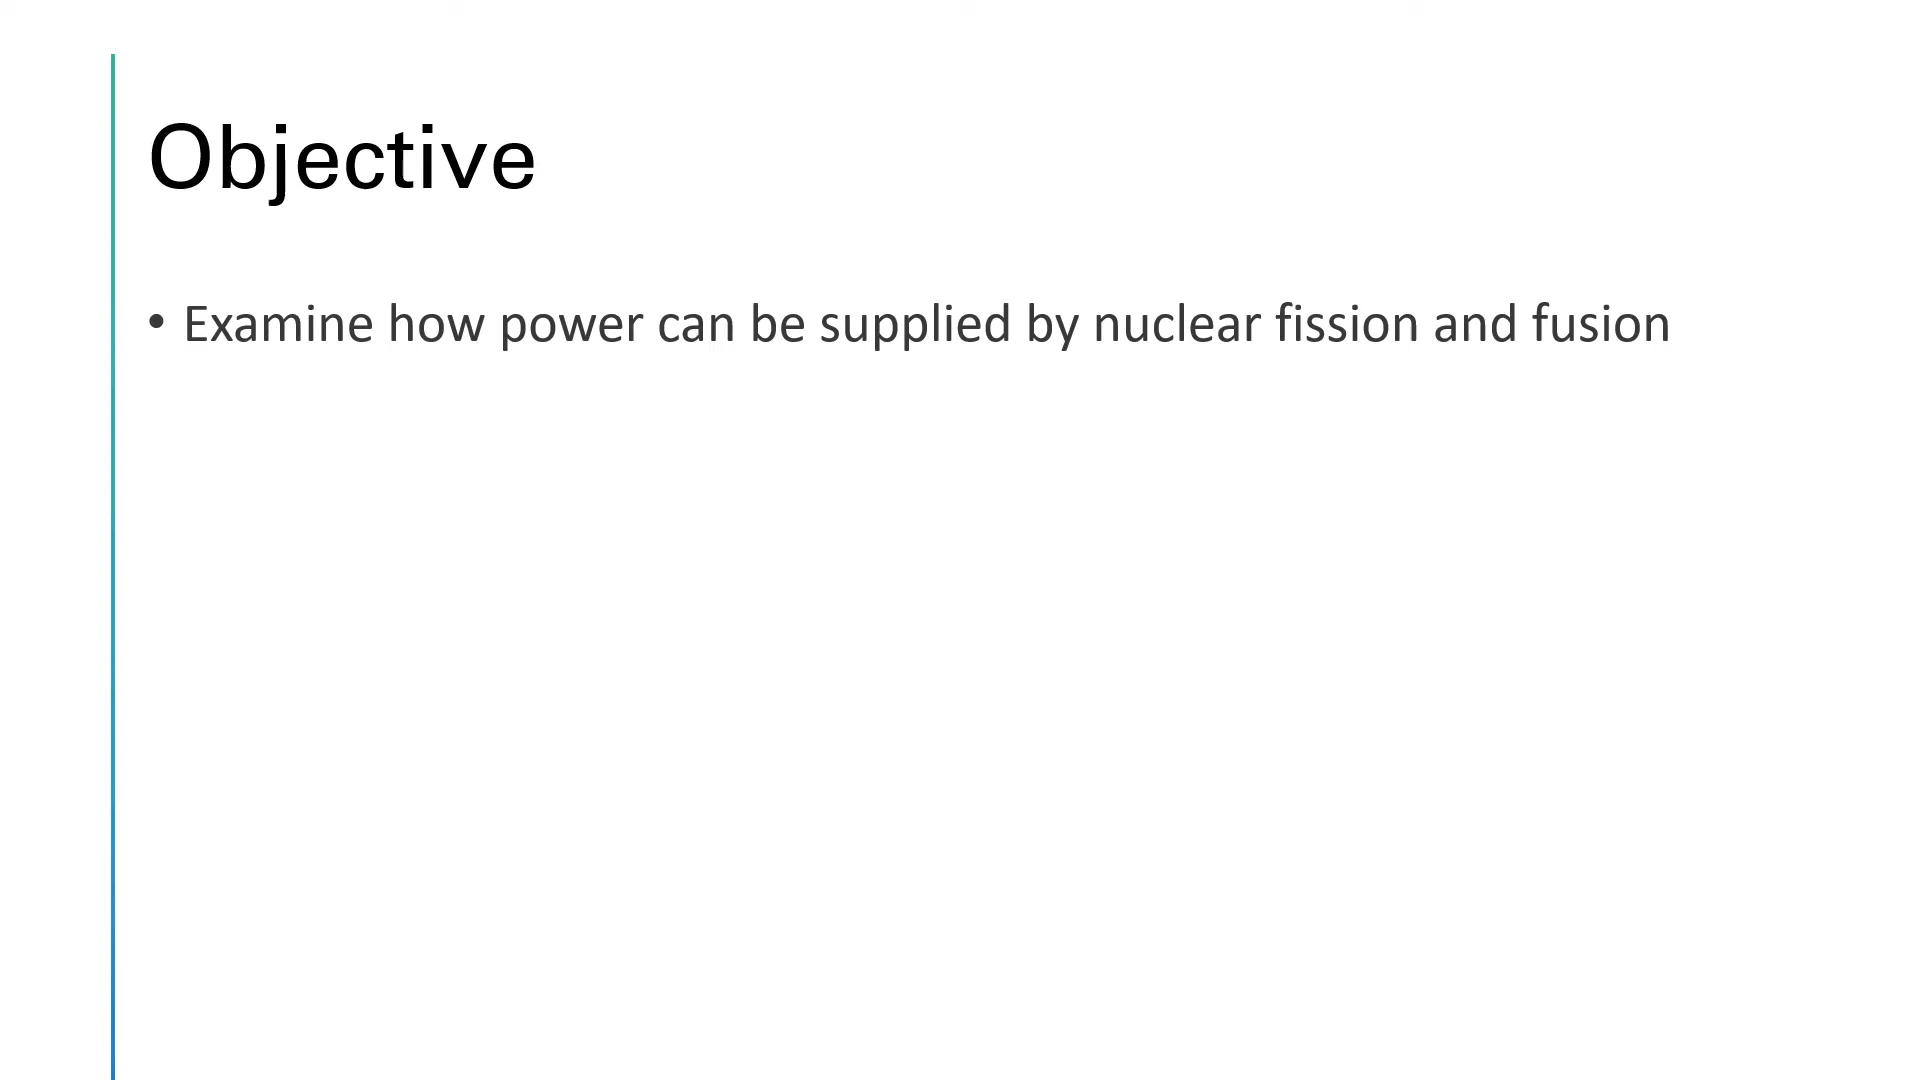 Objective
• Examine how power can be supplied by nuclear fission and fusion